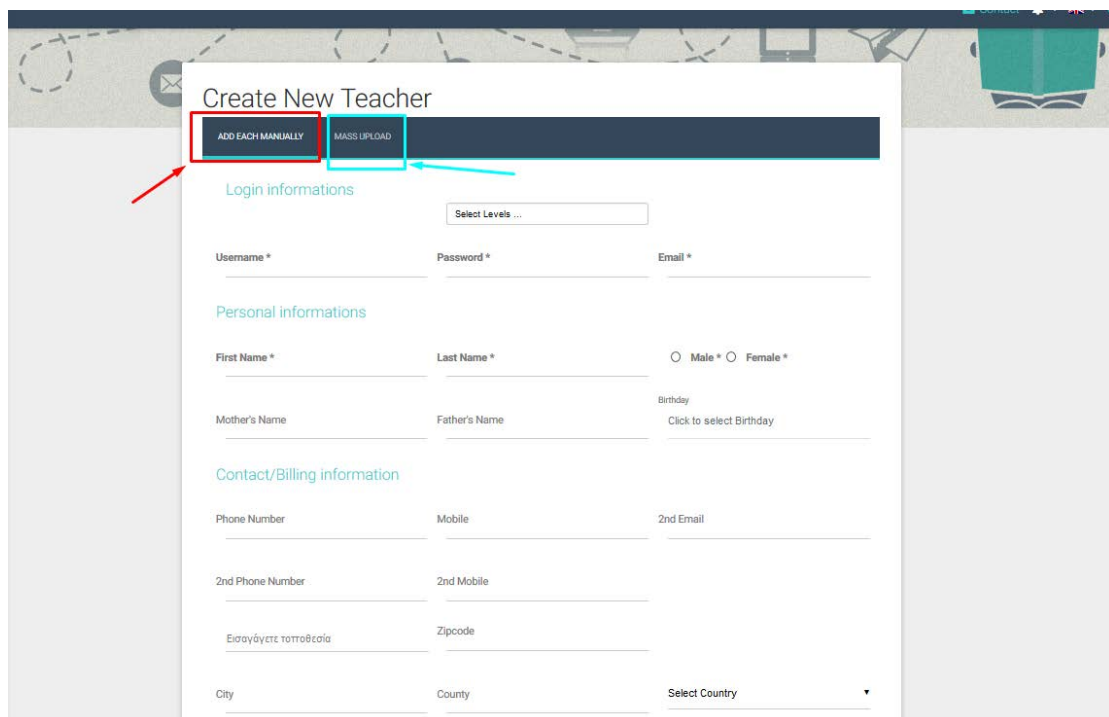 Contact
Create New Teacher
ADD EACH MANUALLY MASS UPLOAD
Login informations
Select Levels ...
Username * Password * Email *
Personal informations
First Name * Last Name * Male * Female *
Birthday
Mother's Name Father's Name Click to select Birthday
Contact/Billing information
Phone Number Mobile 2nd Email
2nd Phone Number 2nd Mobile
Εισαγάγετε τοποθεσία Zipcode
City County Select Country